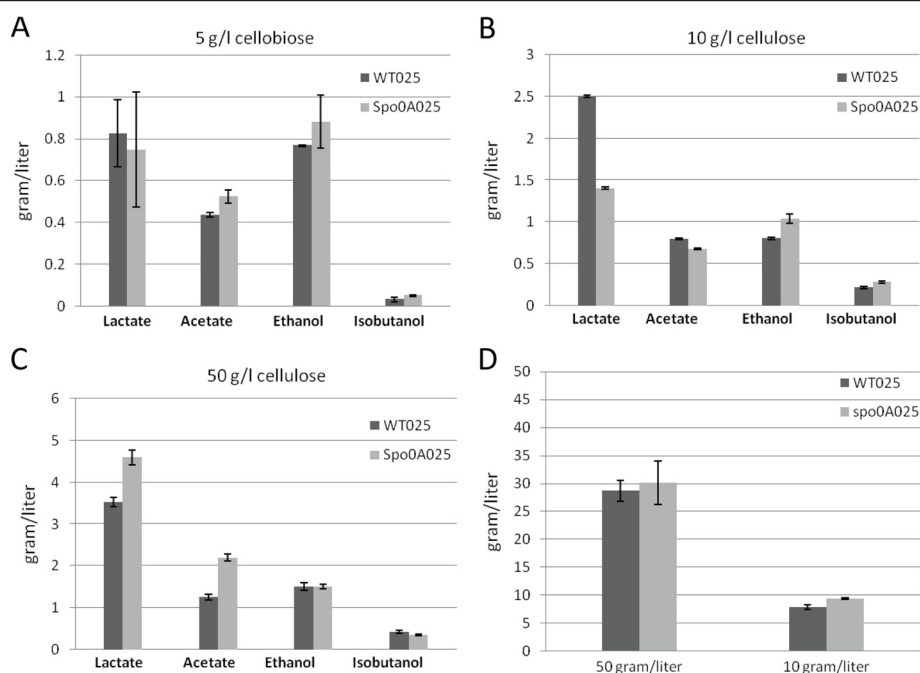 A
5 g/l cellobiose
1.2
1
0.8
0.6
0.4
0.2
0
gram/liter
WT025
Spo0A025
Lactate Acetate Ethanol Isobutanol
B
10 g/l cellulose
3
2.5
2
1.5
1
0.5
0
gram/liter
WT025
Spo0A025
Lactate Acetate Ethanol Isobutanol
C
50 g/l cellulose
6
5
4
3
2
1
0
gram/liter
WT025
Spo0A025
Lactate Acetate Ethanol Isobutanol
D
50
45
40
35
30
25
20
15
10
5
0
gram/liter
WT025
spo0A025
50 gram/liter 10 gram/liter